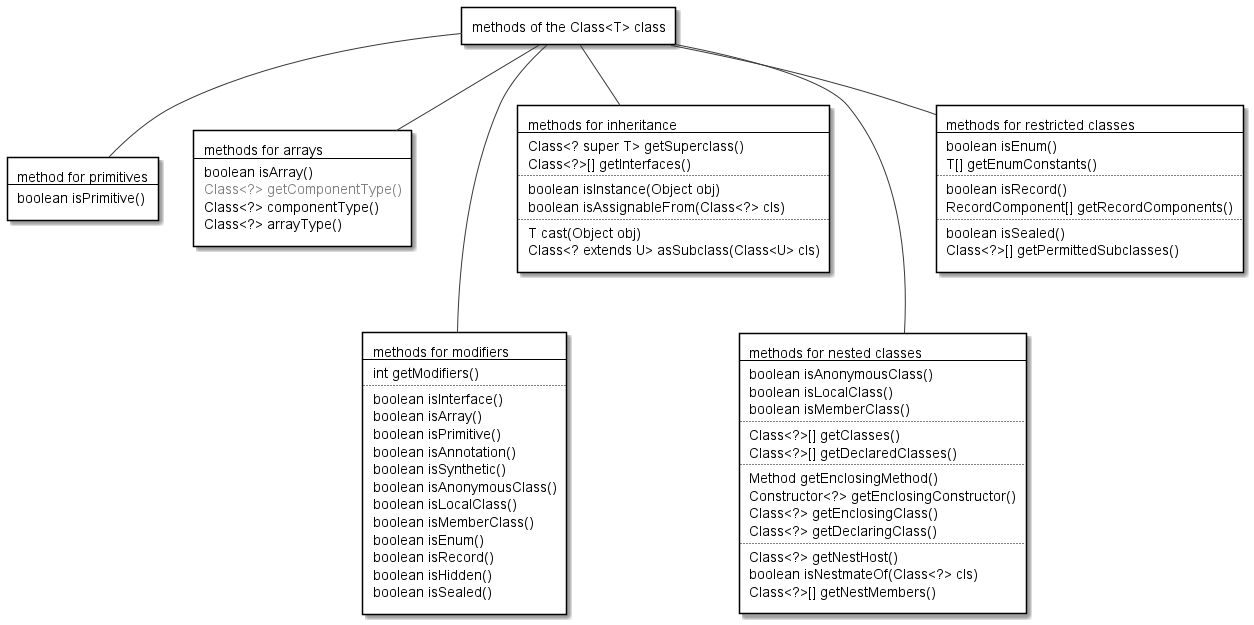 methods of the Class<T> class
method for primitives
boolean isPrimitive()
methods for arrays
boolean isArray()
Class<?> getComponentType()
Class<?> componentType()
Class<?> arrayType()
methods for inheritance
Class<? super T> getSuperclass()
Class<?>[] getInterfaces()
boolean isInstance(Object obj)
boolean isAssignableFrom(Class<?> cls)
T cast(Object obj)
Class<? extends U> asSubclass(Class<U> cls)
methods for restricted classes
boolean isEnum()
T[] getEnumConstants()
boolean isRecord()
RecordComponent[] getRecordComponents()
boolean isSealed()
Class<?>[] getPermittedSubclasses()
methods for modifiers
int getModifiers()
boolean isInterface()
boolean isArray()
boolean isPrimitive()
boolean isAnnotation()
boolean isSynthetic()
boolean isAnonymousClass()
boolean isLocalClass()
boolean isMemberClass()
boolean isEnum()
boolean isRecord()
boolean isHidden()
boolean isSealed()
methods for nested classes
boolean isAnonymousClass()
boolean isLocalClass()
boolean isMemberClass()
Class<?>[] getClasses()
Class<?>[] getDeclaredClasses()
Method getEnclosingMethod()
Constructor<?> getEnclosingConstructor()
Class<?> getEnclosingClass()
Class<?> getDeclaringClass()
Class<?> getNestHost()
boolean isNestmateOf(Class<?> cls)
Class<?>[] getNestMembers()